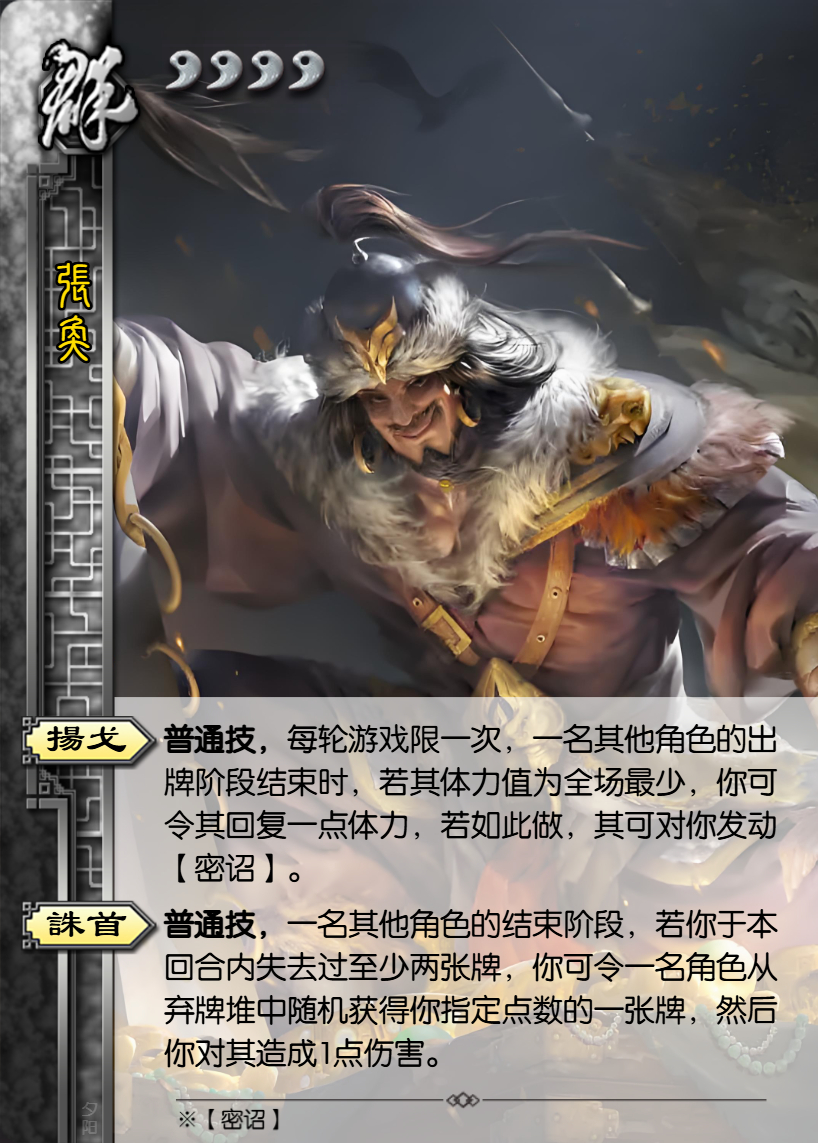 群
張奐
揚戈
普通技，每轮游戏限一次，一名其他角色的出
牌阶段结束时，若其体力值为全场最少，你可
令其回复一点体力，若如此做，其可对你发动
【密诏】。
誅首
普通技，一名其他角色的结束阶段，若你于本
回合内失去过至少两张牌，你可令一名角色从
弃牌堆中随机获得你指定点数的一张牌，然后
你对其造成1点伤害。
※【密诏】
夕阳